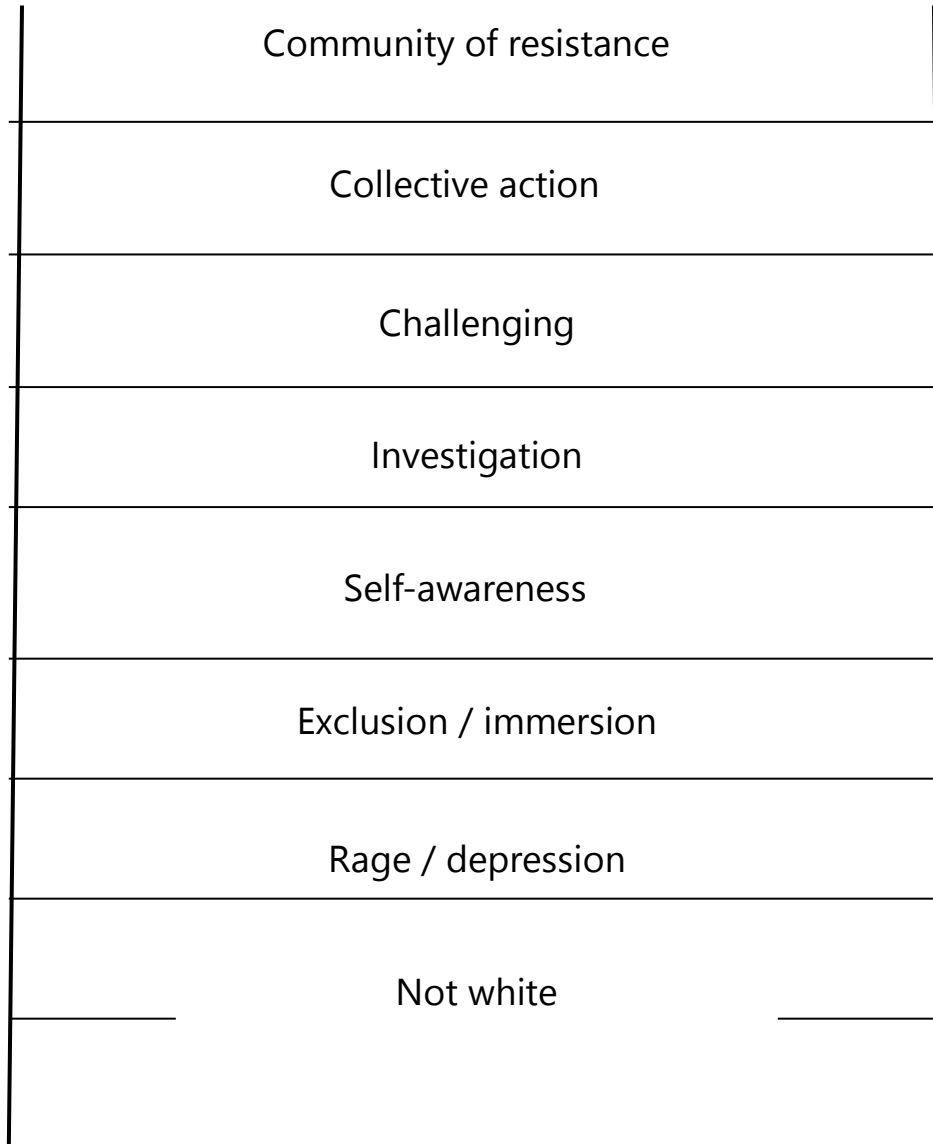 Community of resistance
Collective action
Challenging
Investigation
Self-awareness
Exclusion / immersion
Rage / depression
Not white